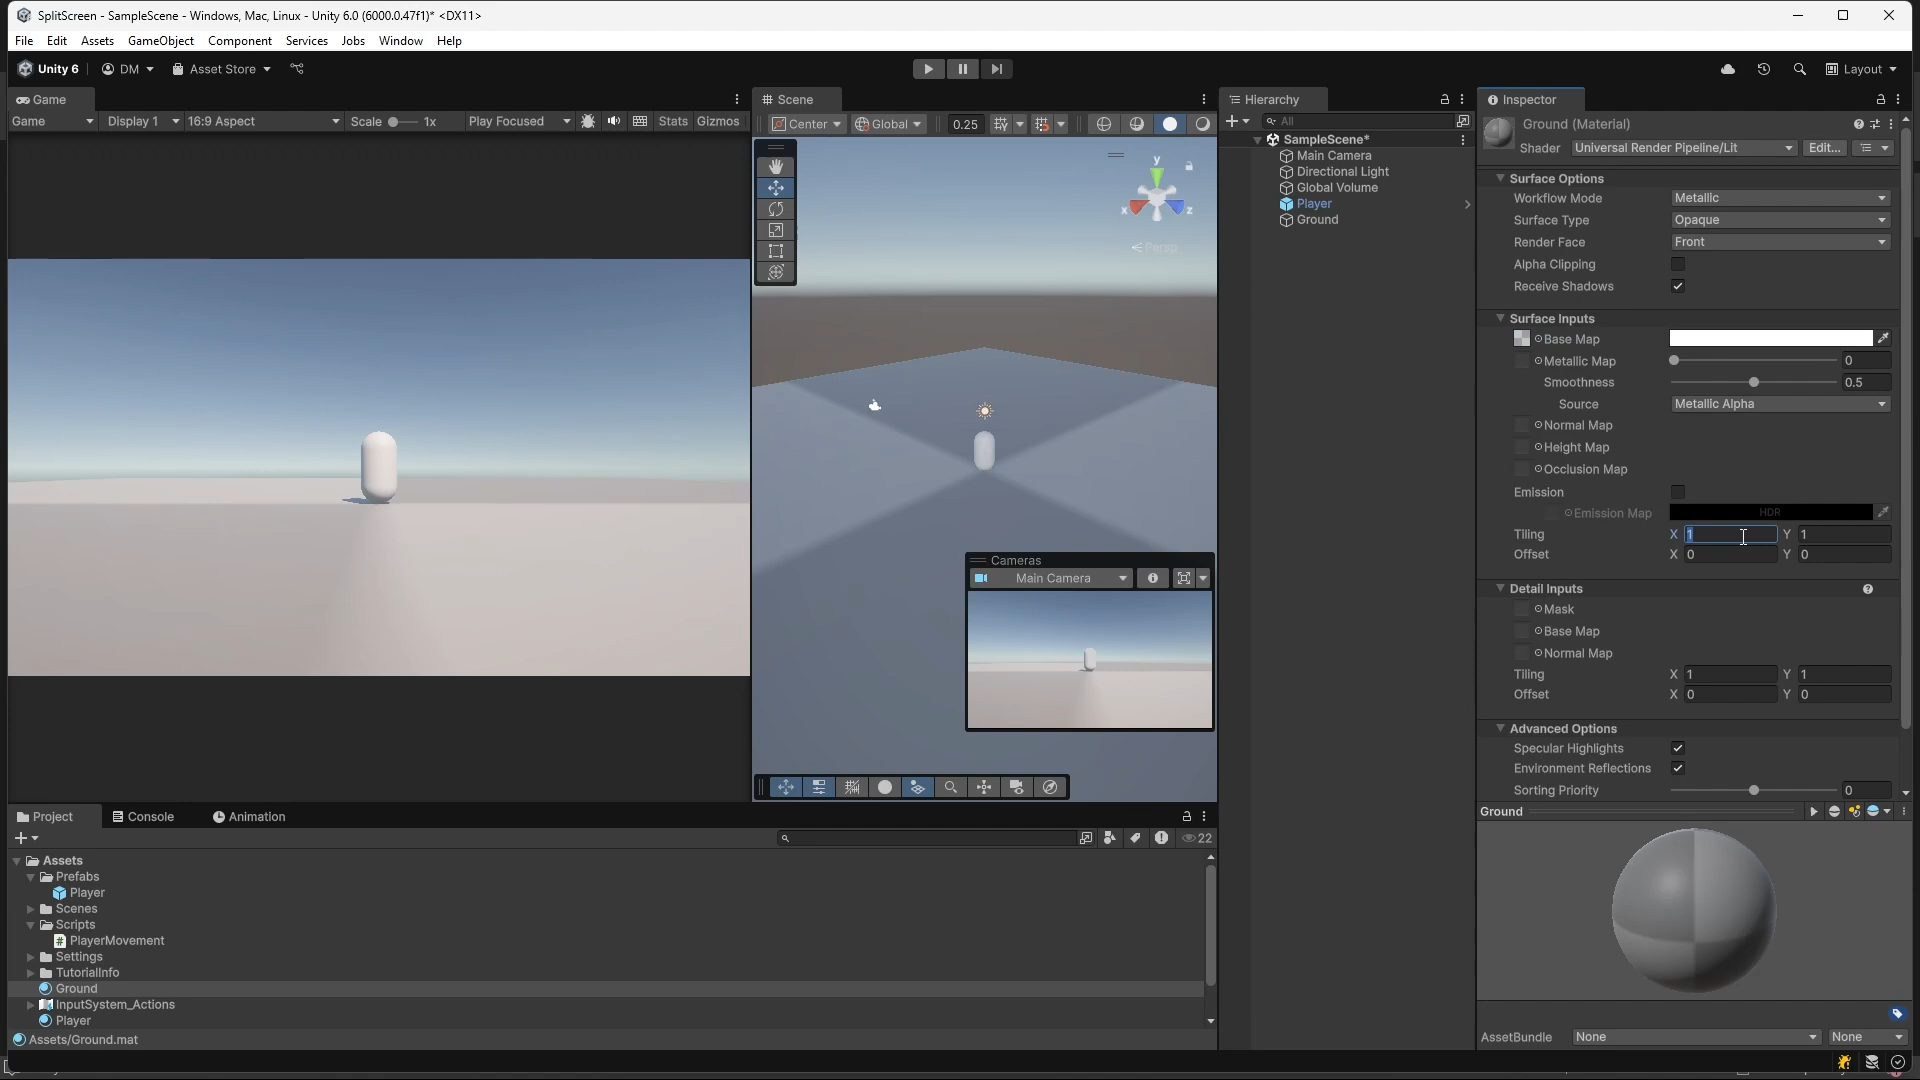 SplitScreen - SampleScene - Windows, Mac, Linux - Unity 6.0 (6000.0.47f1)* <DX11>
File Edit Assets GameObject Component Services Jobs Window Help
Unity 6 DM Asset Store Layout
Game
Game Display 1 16:9 Aspect Scale 1x Play Focused Stats Gizmos
Scene
Center Global 0.25
y
x z
Persp
Cameras
Main Camera
Hierarchy
All
SampleScene*
Main Camera
Directional Light
Global Volume
Player
Ground
Inspector
Ground (Material)
Shader Universal Render Pipeline/Lit Edit...
Surface Options
Workflow Mode Metallic
Surface Type Opaque
Render Face Front
Alpha Clipping
Receive Shadows
Surface Inputs
Base Map
Metallic Map 0
Smoothness 0.5
Source Metallic Alpha
Normal Map
Height Map
Occlusion Map
Emission
Emission Map HDR
Tiling X 1 Y 1
Offset X 0 Y 0
Detail Inputs
Mask
Base Map
Normal Map
Tiling X 1 Y 1
Offset X 0 Y 0
Advanced Options
Specular Highlights
Environment Reflections
Sorting Priority 0
Ground
AssetBundle None None
Project Console Animation
22
Assets
Prefabs
Player
Scenes
Scripts
PlayerMovement
Settings
TutorialInfo
Ground
InputSystem_Actions
Player
Assets/Ground.mat